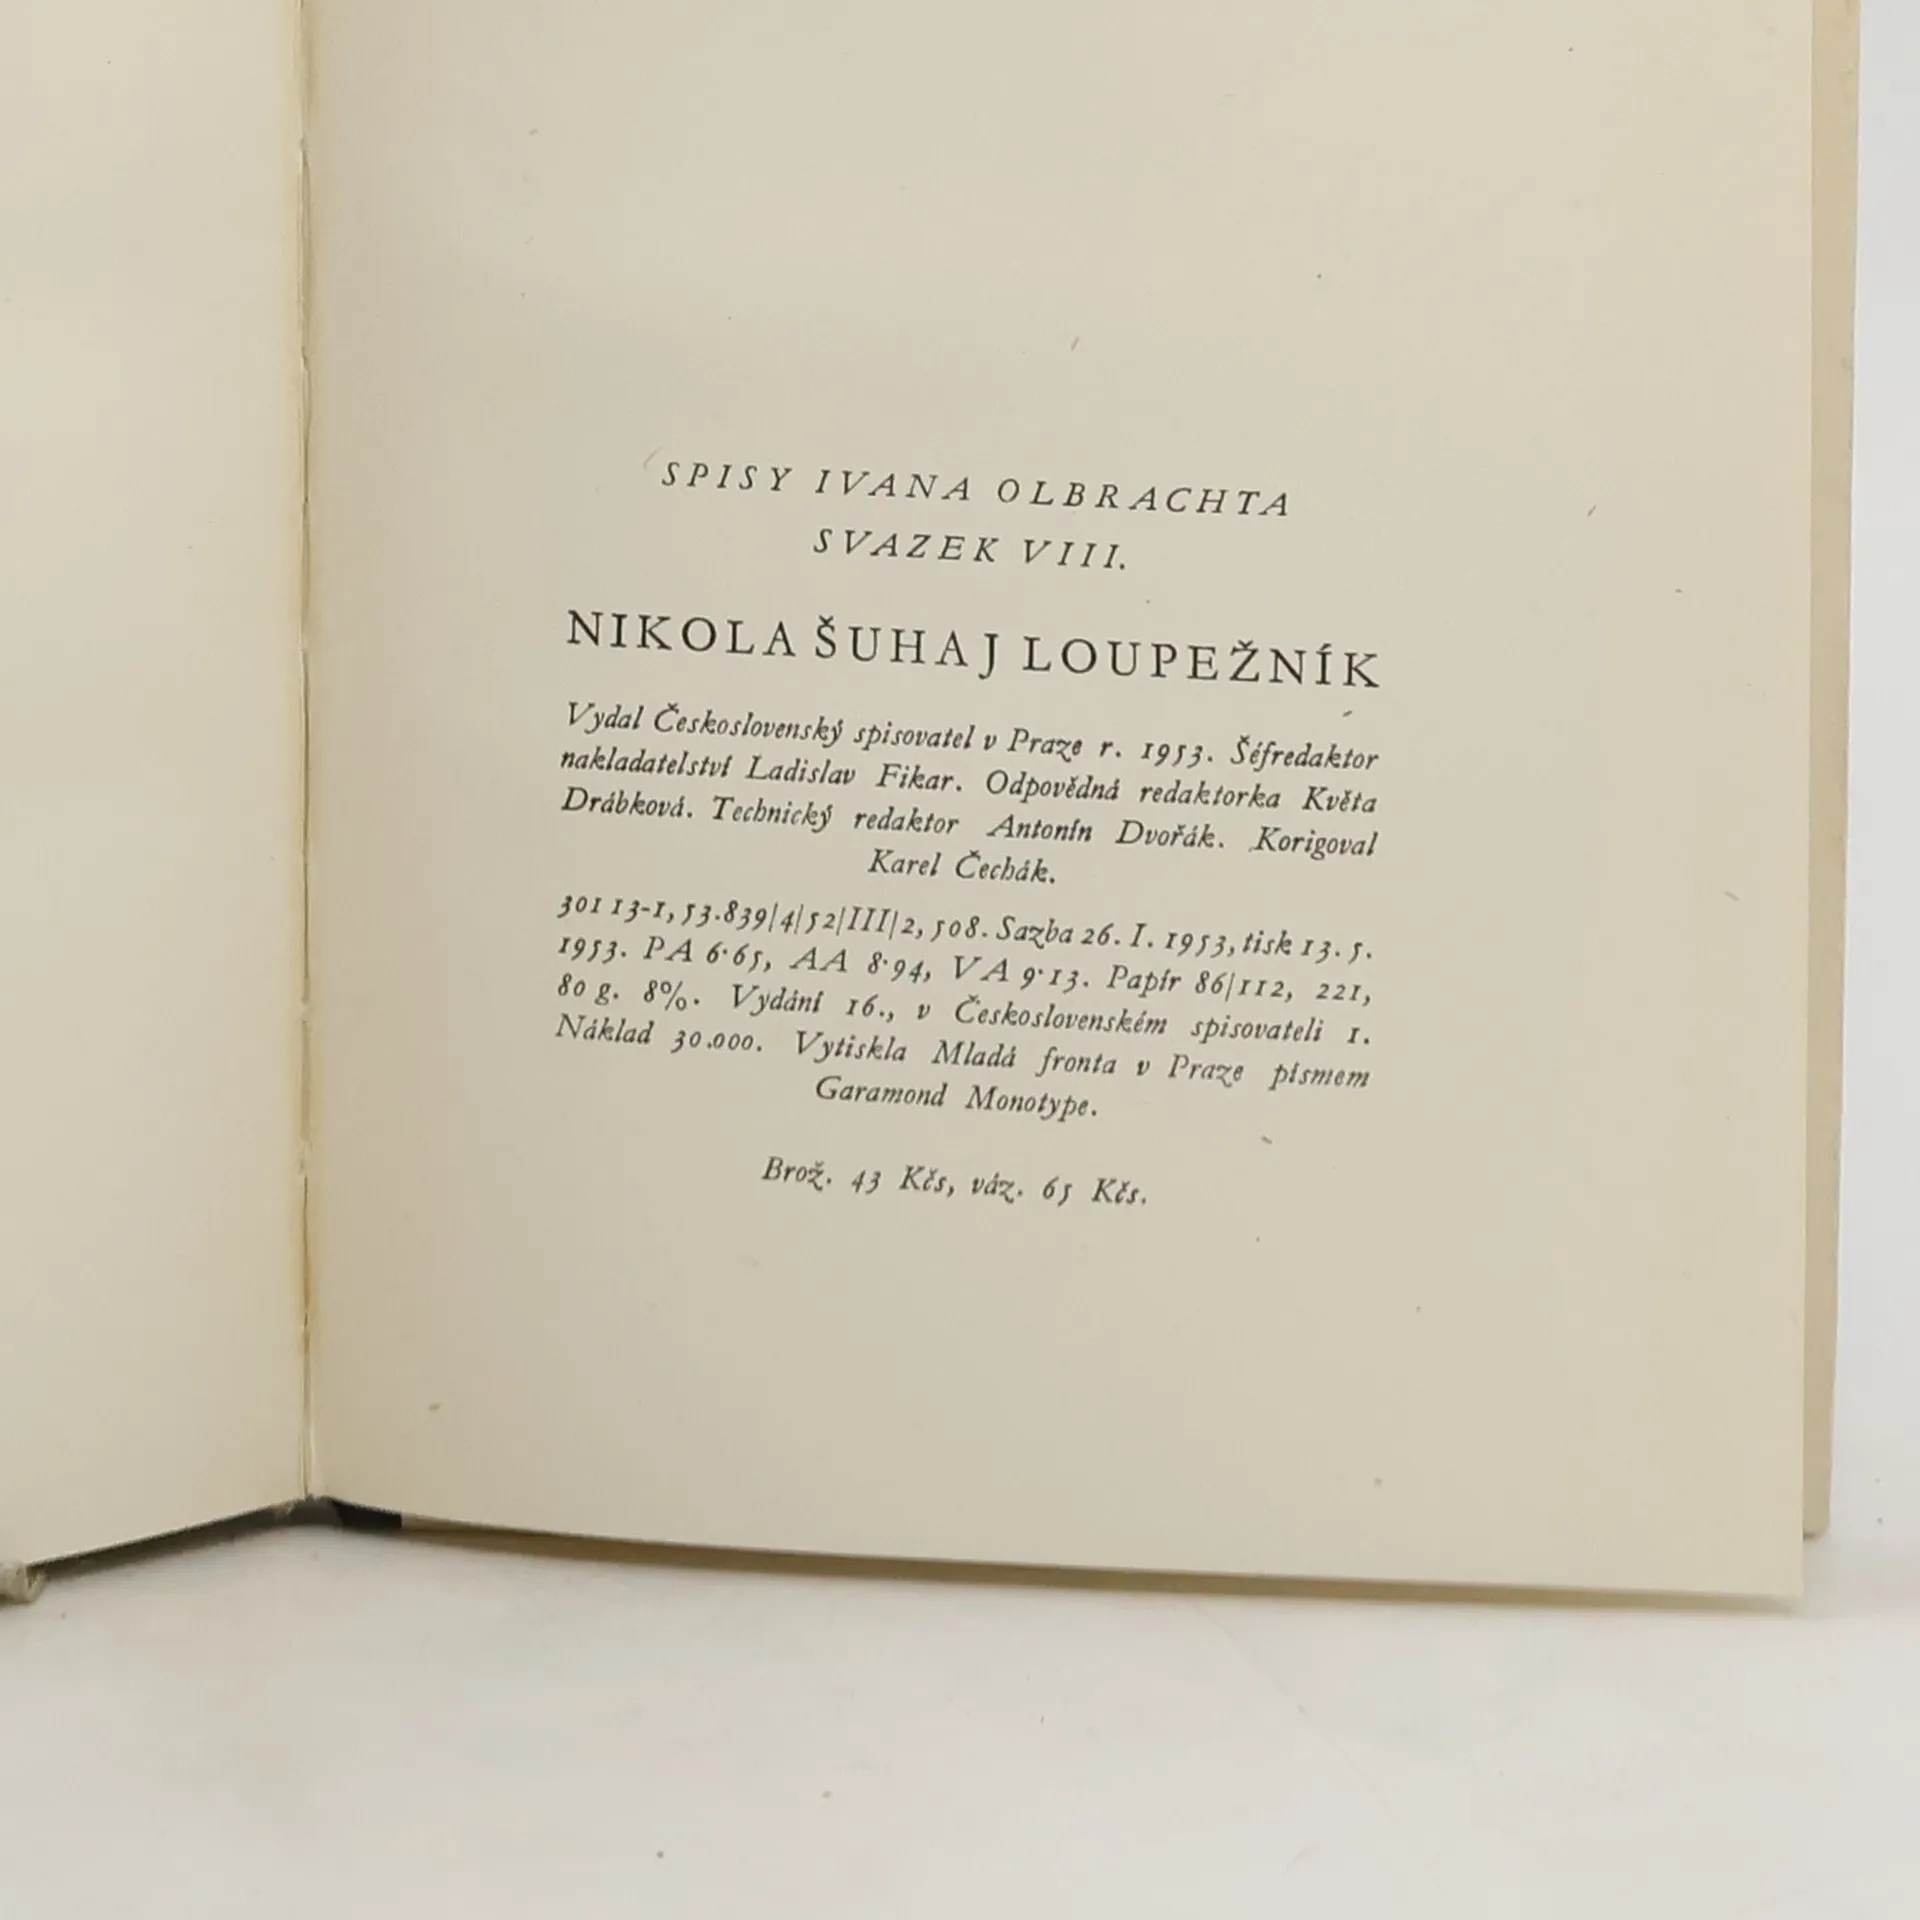 SPISY IVANA OLBRACHTA
SVAZEK VIII.
NIKOLA ŠUHAJ LOUPEŽNÍK
Vydal Československý spisovatel v Praze r. 1953. Šéfredaktor
nakladatelství Ladislav Fikar. Odpovědná redaktorka Květa
Drábková. Technický redaktor Antonín Dvořák. Korigoval
Karel Čechák.
301 13-1, 53.839/4/52/III/2, 508. Sazba 26. I. 1953, tisk 13. 5.
1953. PA 6·65, AA 8·94, VA 9·13. Papír 86/112, 221,
80 g. 8%. Vydání 16., v Československém spisovateli 1.
Náklad 30.000. Vytiskla Mladá fronta v Praze písmem
Garamond Monotype.
Brož. 43 Kčs, váz. 65 Kčs.